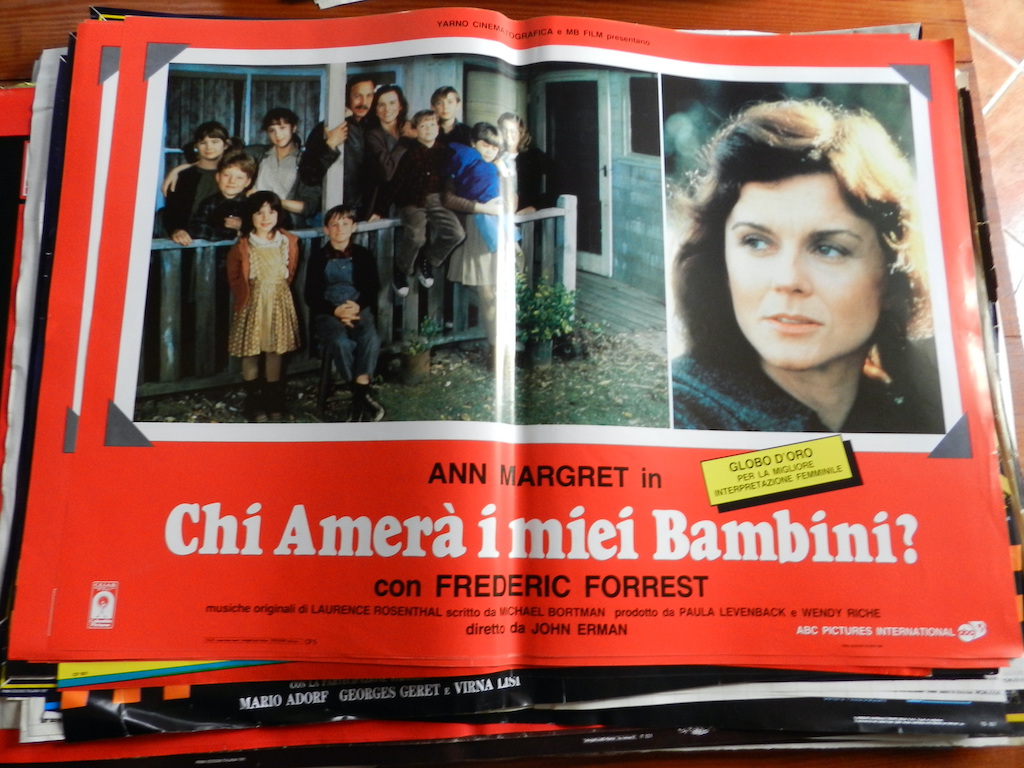 YARNO CINEMATOGRAFICA e MB FILM presentano
ANN MARGRET in
GLOBO D'ORO
PER LA MIGLIORE
INTERPRETAZIONE FEMMINILE
Chi Amerà i miei Bambini?
con FREDERIC FORREST
musiche originali di LAURENCE ROSENTHAL scritto da MICHAEL BORTMAN prodotto da PAULA LEVENBACK e WENDY RICHE
diretto da JOHN ERMAN
ABC PICTURES INTERNATIONAL
abc
MARIO ADORF GEORGES GERET e VIRNA LISI